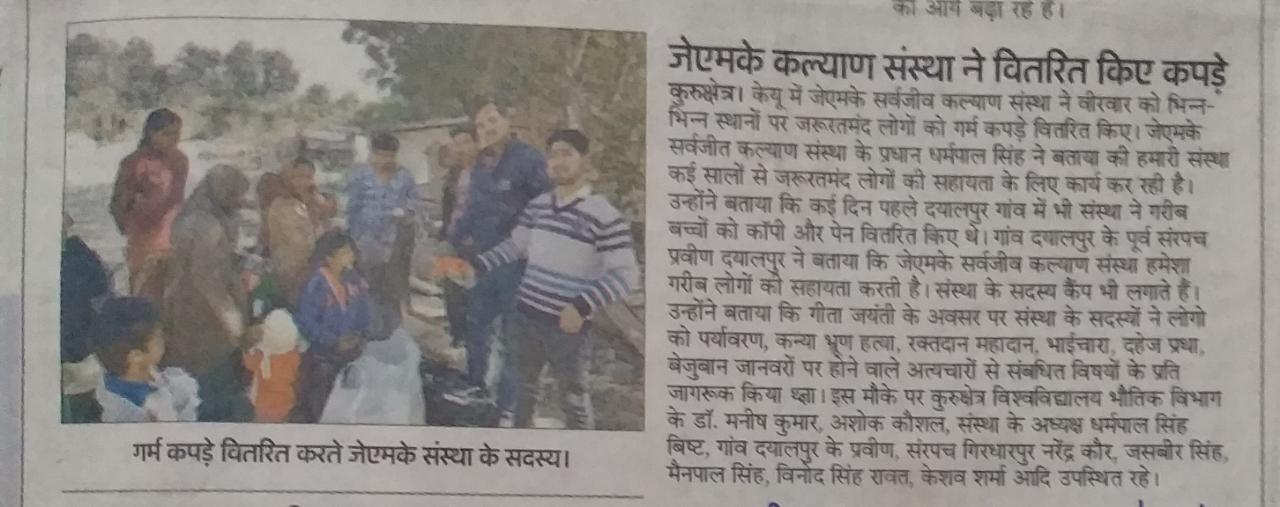 को आगे बढ़ा रहे हैं।
जेएमके कल्याण संस्था ने वितरित किए कपड़े
कुरुक्षेत्र। केयू में जेएमके सर्वजीव कल्याण संस्था ने वीरवार को भिन्न-
भिन्न स्थानों पर जरूरतमंद लोगों को गर्म कपड़े वितरित किए। जेएमके
सर्वजीत कल्याण संस्था के प्रधान धर्मपाल सिंह ने बताया की हमारी संस्था
कई सालों से जरूरतमंद लोगों की सहायता के लिए कार्य कर रही है।
उन्होंने बताया कि कई दिन पहले दयालपुर गांव में भी संस्था ने गरीब
बच्चों को कॉपी और पेन वितरित किए थे। गांव दयालपुर के पूर्व सरंपच
प्रवीण दयालपुर ने बताया कि जेएमके सर्वजीव कल्याण संस्था हमेशा
गरीब लोगों की सहायता करती है। संस्था के सदस्य कैंप भी लगाते हैं।
उन्होंने बताया कि गीता जयंती के अवसर पर संस्था के सदस्यों ने लोगो
को पर्यावरण, कन्या भ्रूण हत्या, रक्तदान महादान, भाईचारा, दहेज प्रथा,
बेजुबान जानवरों पर होने वाले अत्यचारों से संबधित विषयों के प्रति
जागरूक किया था। इस मौके पर कुरुक्षेत्र विश्वविद्यालय भौतिक विभाग
के डॉ. मनीष कुमार, अशोक कौशल, संस्था के अध्यक्ष धर्मपाल सिंह
बिष्ट, गांव दयालपुर के प्रवीण, संरपच गिरधारपुर नरेंद्र कौर, जसबीर सिंह,
मैनपाल सिंह, विनोद सिंह रावत, केशव शर्मा आदि उपस्थित रहे।
गर्म कपड़े वितरित करते जेएमके संस्था के सदस्य।